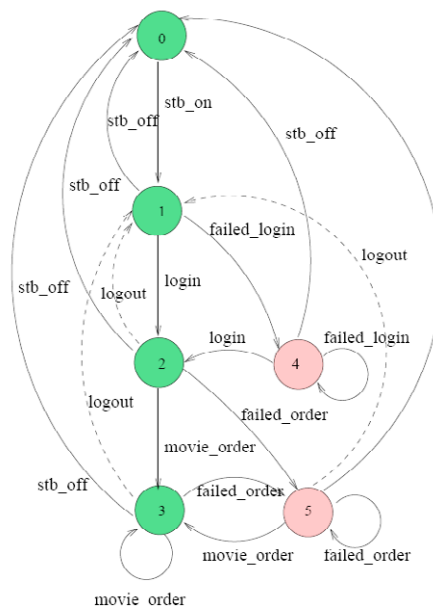 0
stb_on
stb_off
stb_off
stb_off
1
failed_login
logout
login
logout
stb_off
login
failed_login
2
4
logout
failed_order
movie_order
stb_off
failed_order
3
5
movie_order
failed_order
movie_order